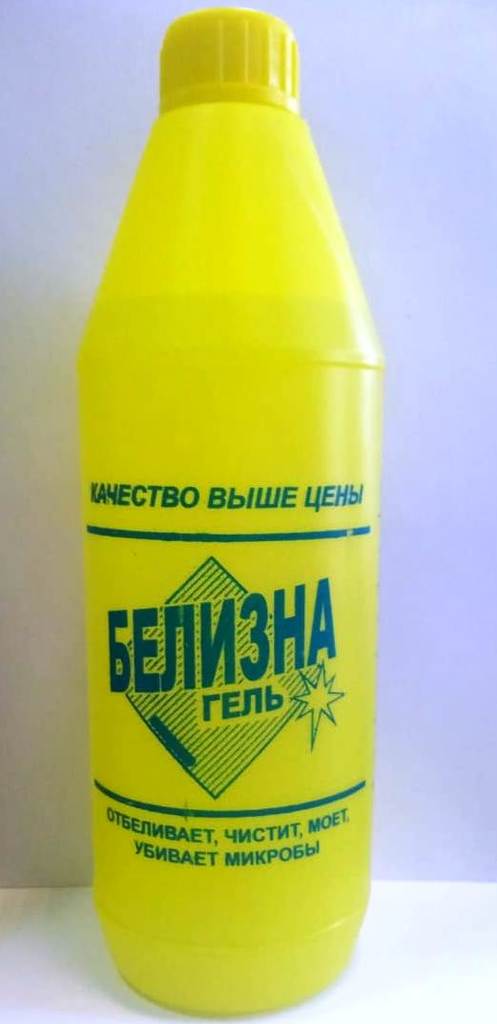 КАЧЕСТВО ВЫШЕ ЦЕНЫ
БЕЛИЗНА
ГЕЛЬ
ОТБЕЛИВАЕТ, ЧИСТИТ, МОЕТ,
УБИВАЕТ МИКРОБЫ